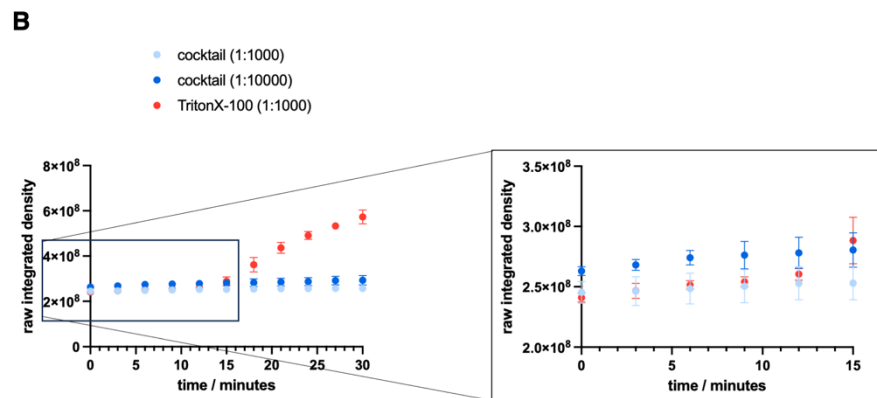 B
cocktail (1:1000)
cocktail (1:10000)
TritonX-100 (1:1000)
raw integrated density
8×10⁸
6×10⁸
4×10⁸
2×10⁸
0
0 5 10 15 20 25 30
time / minutes
raw integrated density
3.5×10⁸
3.0×10⁸
2.5×10⁸
2.0×10⁸
0 5 10 15
time / minutes